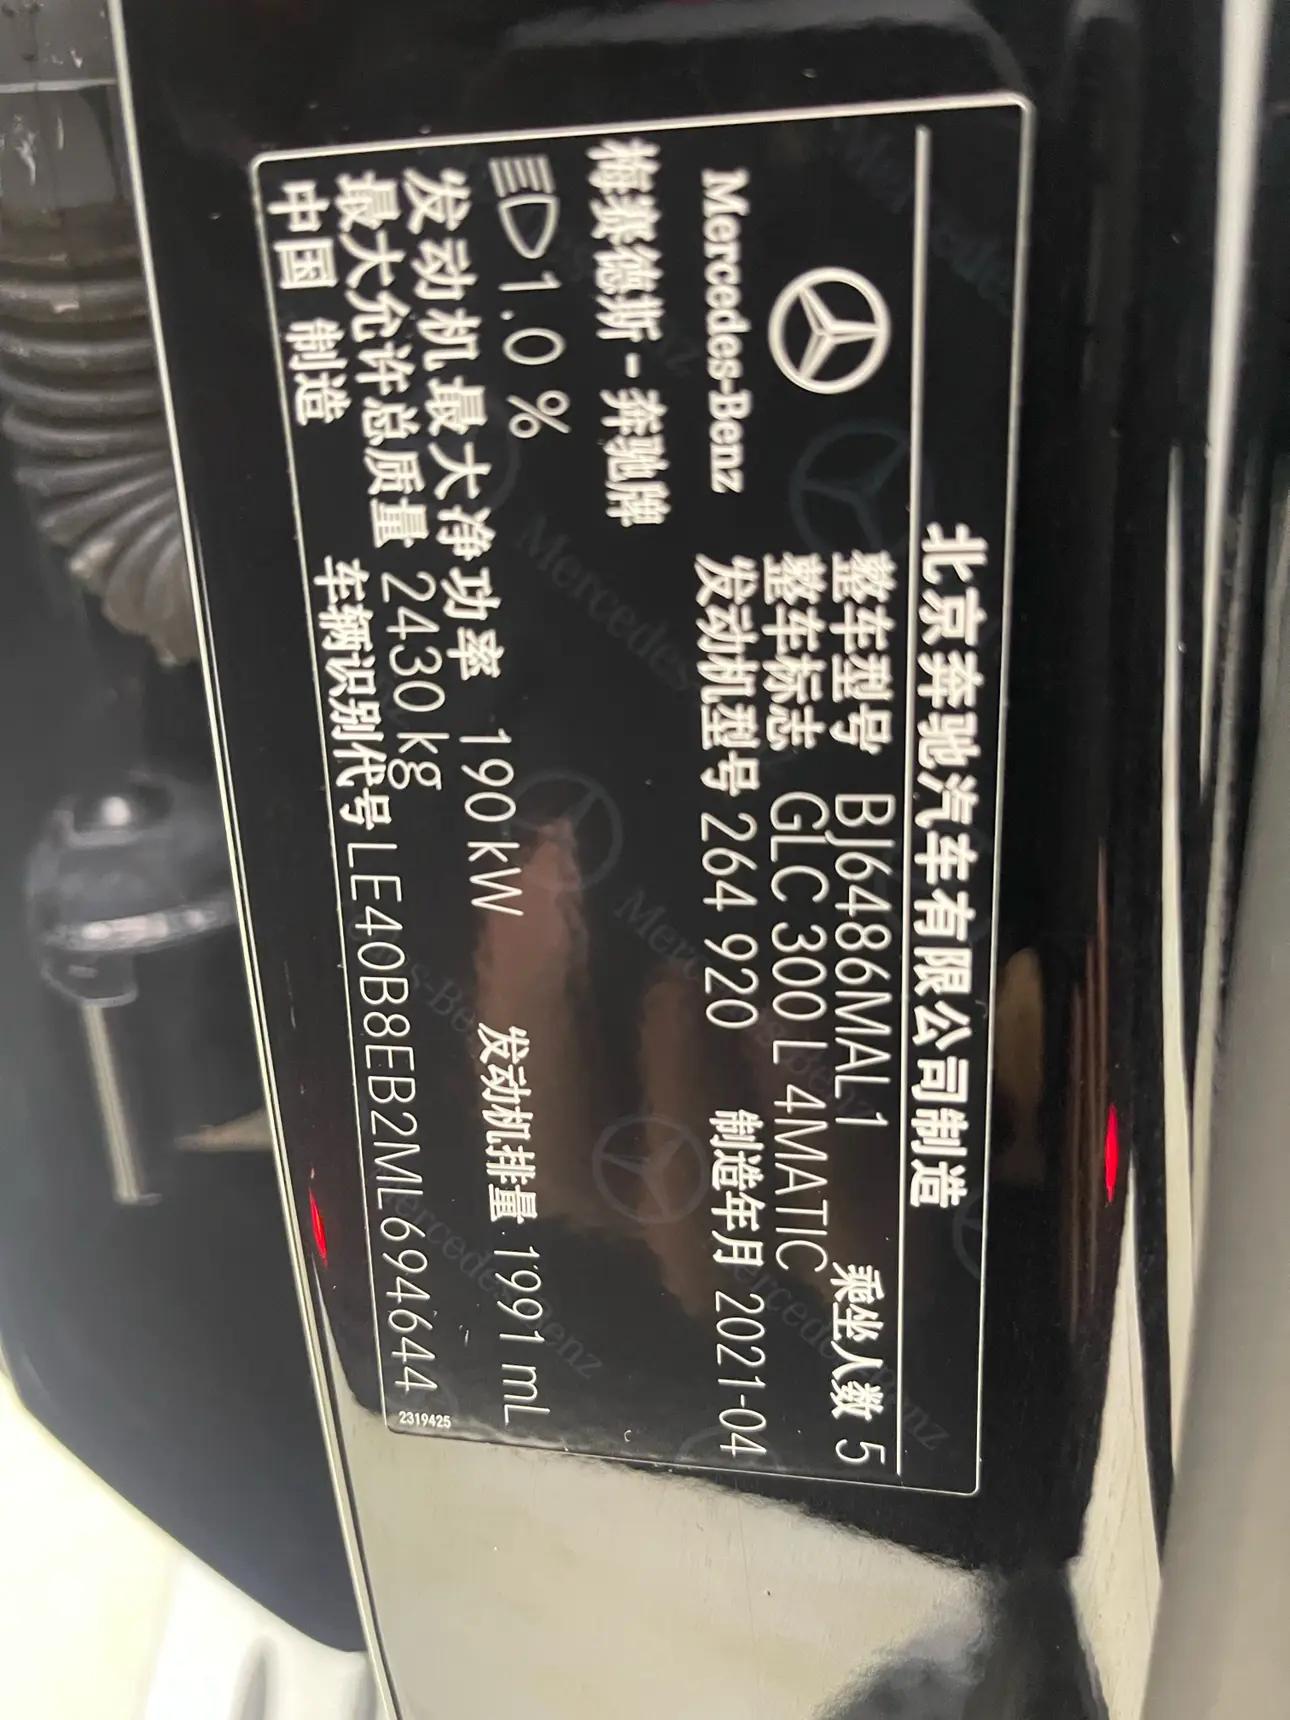 北京奔驰汽车有限公司制造
Mercedes-Benz
整车型号 BJ6486MAL1 乘坐人数 5
整车标志 GLC 300 L 4MATIC
发动机型号 264 920 制造年月 2021-04
梅赛德斯-奔驰牌
1.0 %
发动机最大净功率 190 kW 发动机排量 1991 mL
最大允许总质量 2430 kg
中国 制造 车辆识别代号 LE40B8EB2ML694644
2319425